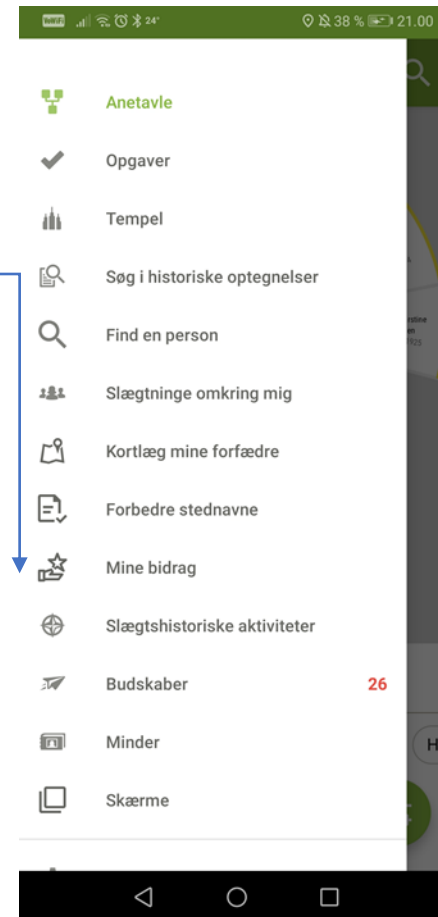 24°
38 %
21.00
Anetavle
Opgaver
Tempel
Søg i historiske optegnelser
Find en person
Slægtninge omkring mig
Kortlæg mine forfædre
Forbedre stednavne
Mine bidrag
Slægtshistoriske aktiviteter
Budskaber 26
Minder
Skærme
H